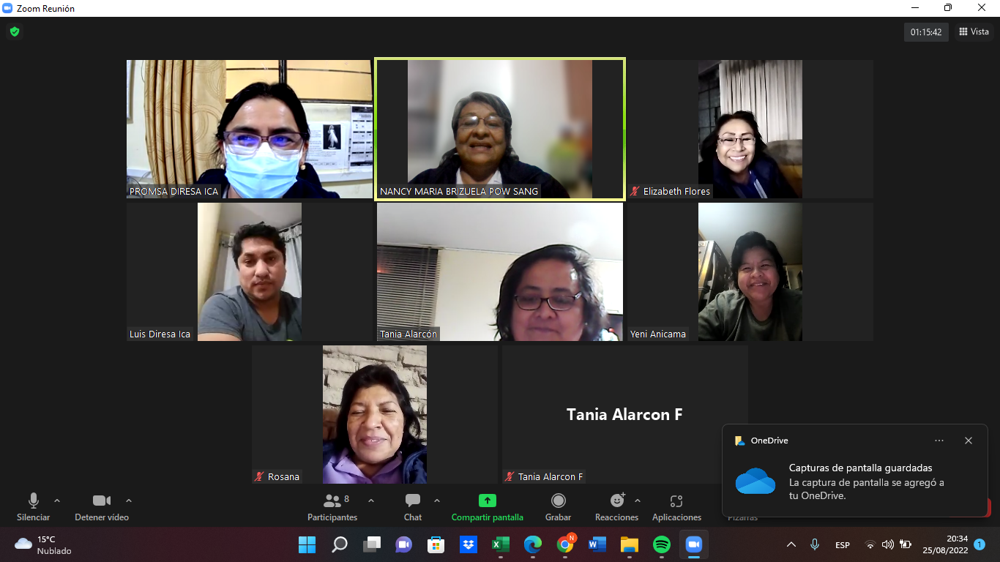 Zoom Reunión
01:15:42
Vista
PROMSA DIRESA ICA
NANCY MARIA BRIZUELA POW SANG
Elizabeth Flores
Luis Diresa Ica
Tania Alarcón
Yeni Anicama
Rosana
Tania Alarcon F
Tania Alarcon F
OneDrive
Capturas de pantalla guardadas
La captura de pantalla se agregó a
tu OneDrive.
Silenciar
Detener vídeo
8
Participantes
Chat
Compartir pantalla
Grabar
Reacciones
Aplicaciones
Pizarras
15°C
Nublado
N
ESP
20:34
25/08/2022
1